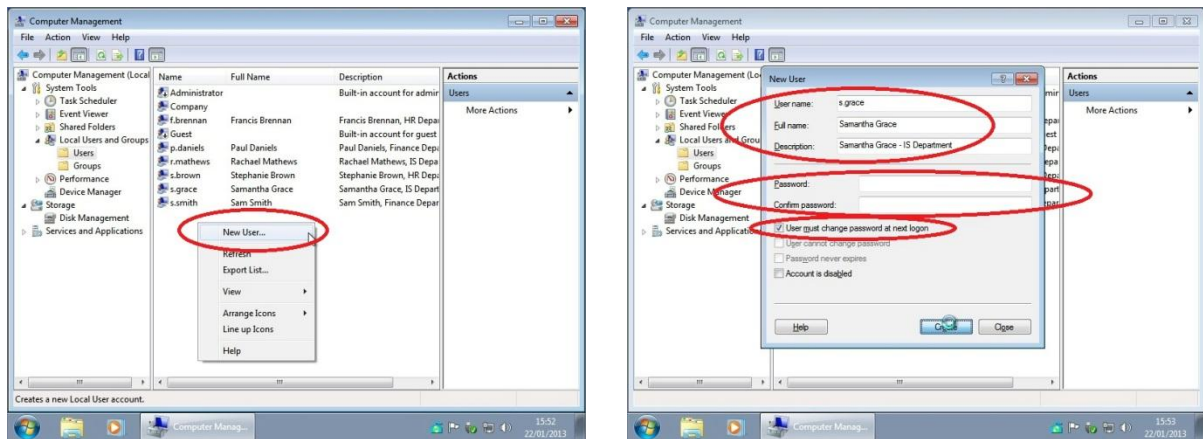 Computer Management
File Action View Help
Computer Management (Local
System Tools
Task Scheduler
Event Viewer
Shared Folders
Local Users and Groups
Users
Groups
Performance
Device Manager
Storage
Disk Management
Services and Applications
Name Full Name Description
Administrator Built-in account for admin
Company
f.brennan Francis Brennan Francis Brennan, HR Depa
Guest Built-in account for guest
p.daniels Paul Daniels Paul Daniels, Finance Depa
r.mathews Rachael Mathews Rachael Mathews, IS Depa
s.brown Stephanie Brown Stephanie Brown, HR Depa
s.grace Samantha Grace Samantha Grace, IS Depart
s.smith Sam Smith Sam Smith, Finance Depar
New User...
Refresh
Export List...
View
Arrange Icons
Line up Icons
Help
Actions
Users
More Actions
Creates a new Local User account.
Computer Manag...
15:52
22/01/2013
Computer Management
File Action View Help
Computer Management (Lo
System Tools
Task Scheduler
Event Viewer
Shared Folders
Local Users and Grou
Users
Groups
Performance
Device Manager
Storage
Disk Management
Services and Application
New User
User name: s.grace
Full name: Samantha Grace
Description: Samantha Grace - IS Department
Password:
Confirm password:
User must change password at next logon
User cannot change password
Password never expires
Account is disabled
Help Close
Actions
Users
More Actions
Computer Manag...
15:53
22/01/2013